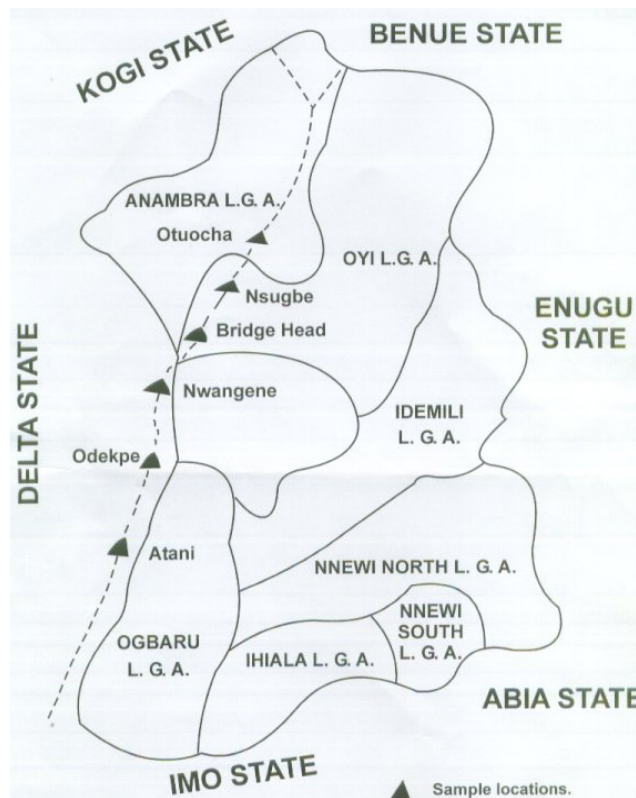 KOGI STATE
BENUE STATE
ANAMBRA L.G.A.
Otuocha
OYI L.G.A.
Nsugbe
ENUGU
STATE
Bridge Head
DELTA STATE
Nwangene
IDEMILI
L.G.A.
Odekpe
Atani
NNEWI NORTH L. G. A.
NNEWI
SOUTH
L. G. A.
OGBARU
L. G. A.
IHIALA L. G. A.
ABIA STATE
IMO STATE
Sample locations.